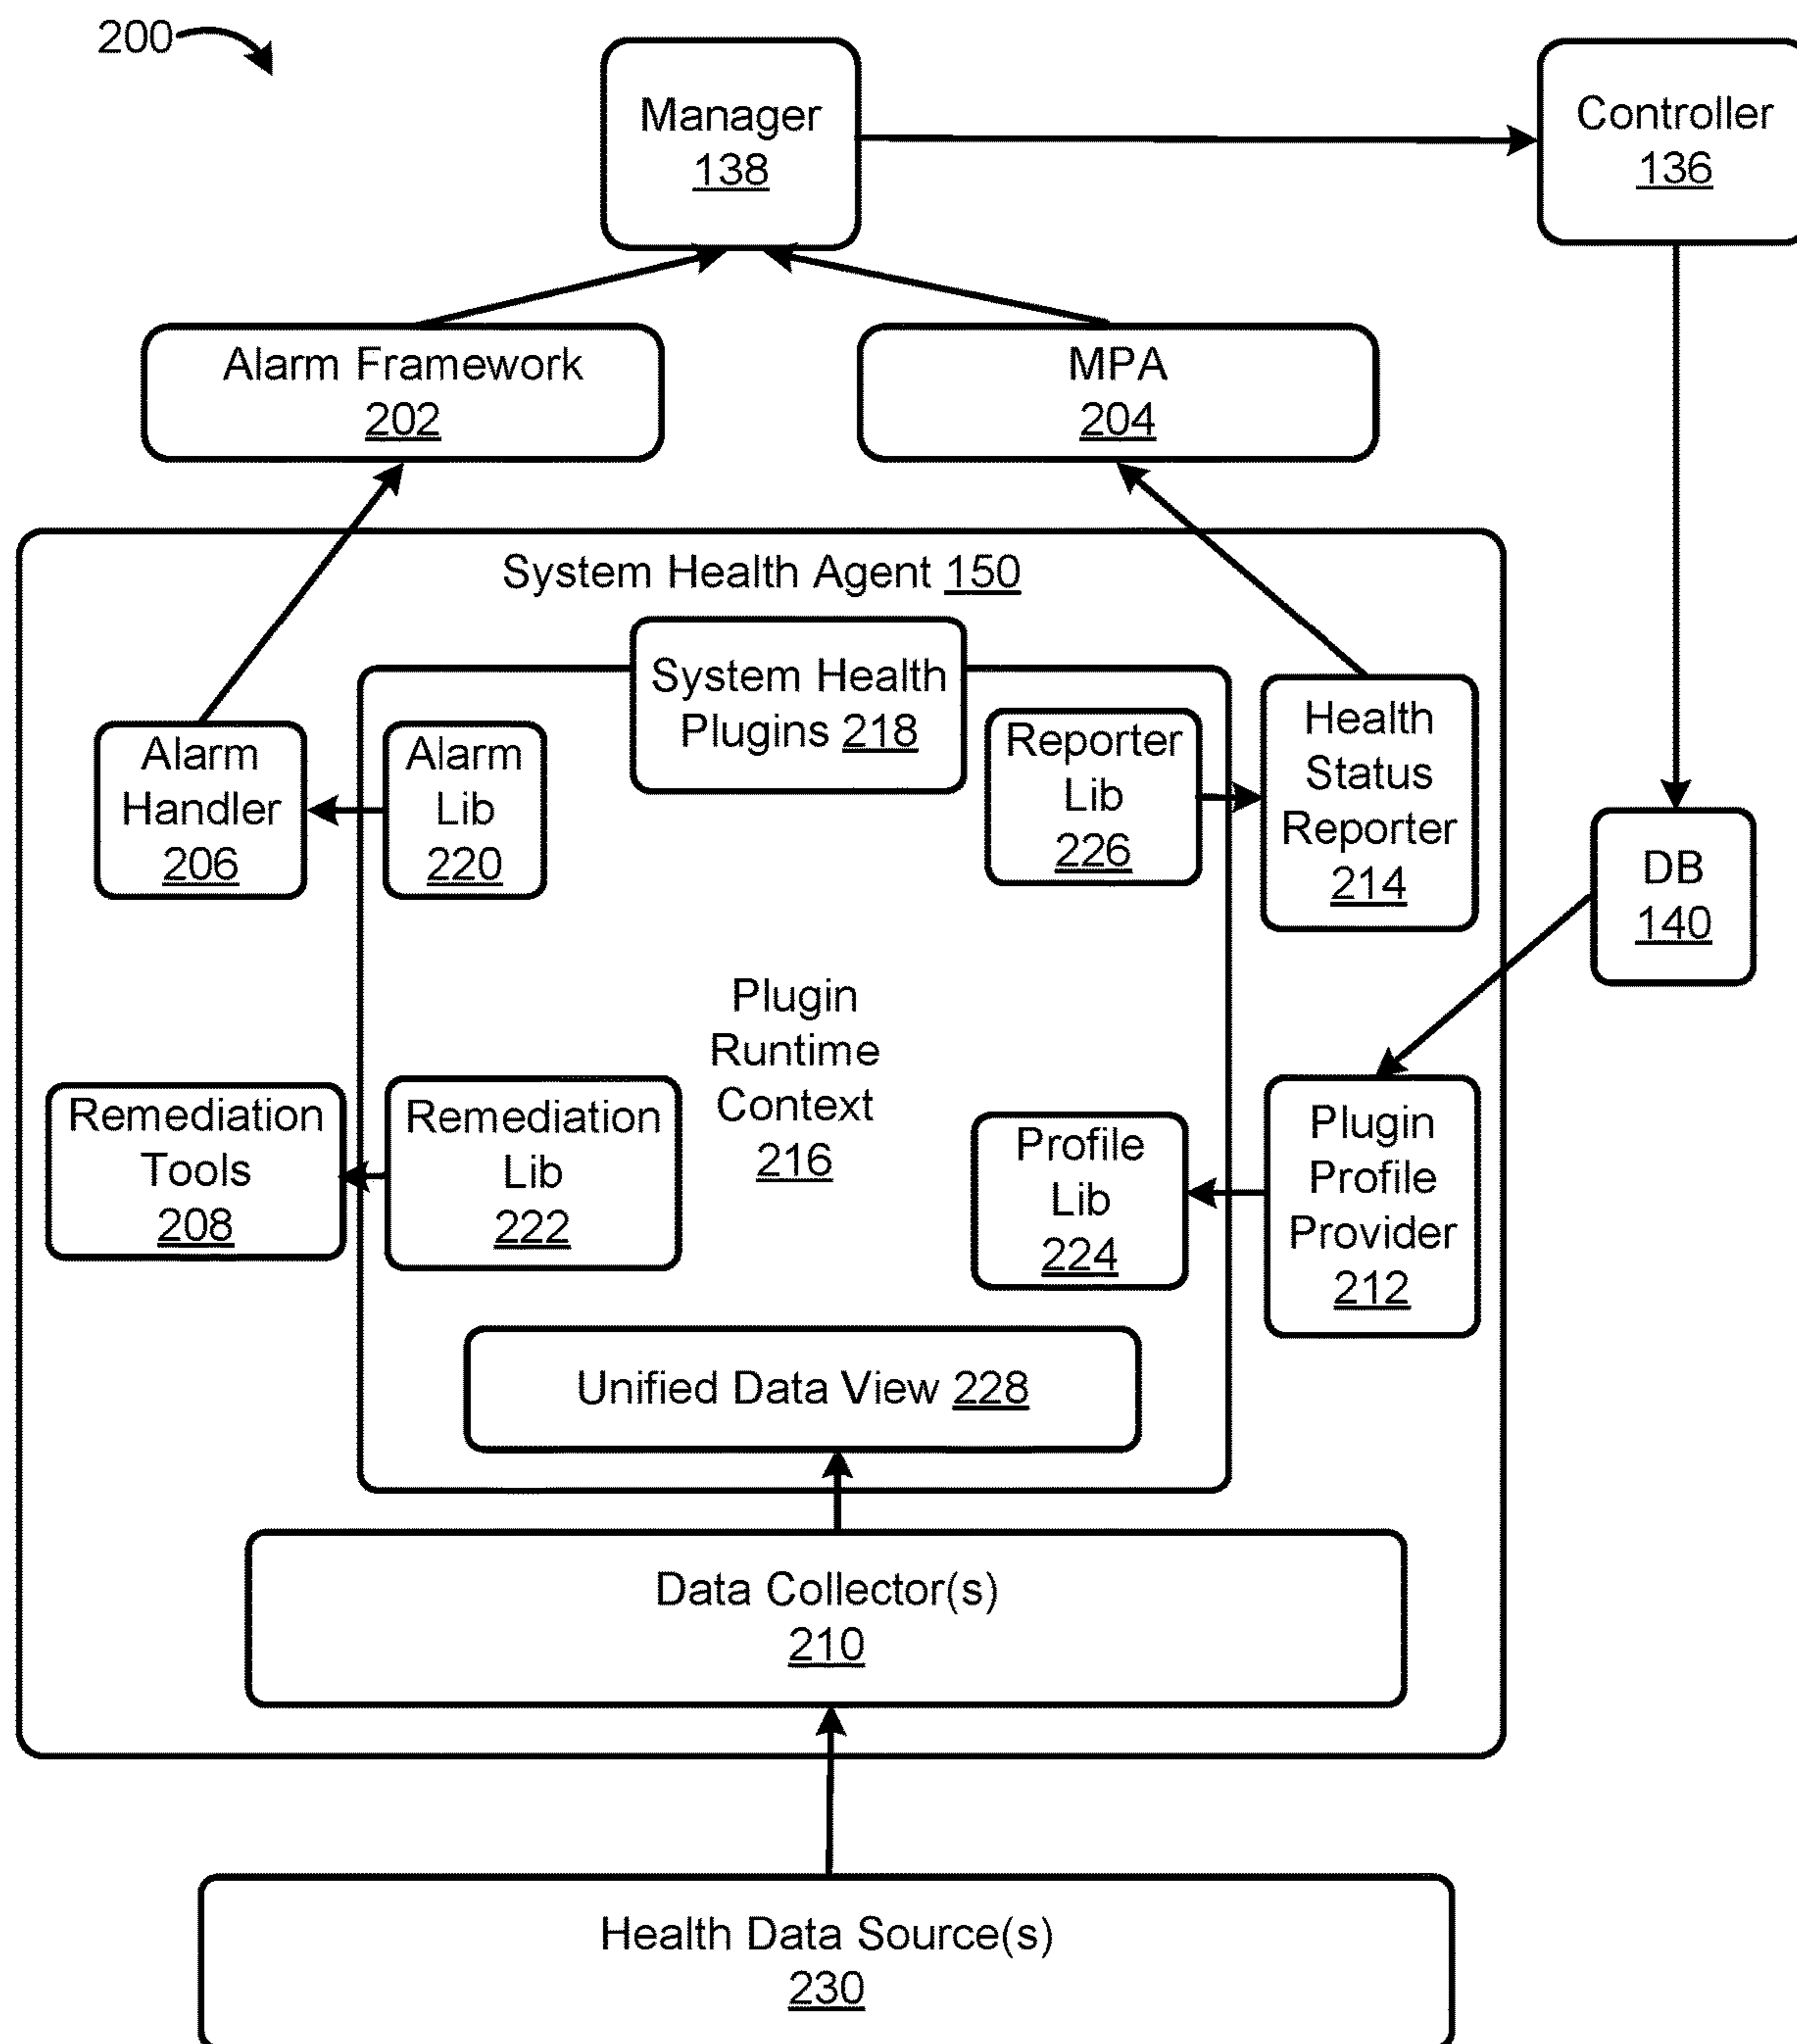 200
Manager
138
Controller
136
Alarm Framework
202
MPA
204
System Health Agent 150
System Health
Plugins 218
Alarm
Handler
206
Alarm
Lib
220
Reporter
Lib
226
Health
Status
Reporter
214
DB
140
Plugin
Runtime
Context
216
Remediation
Tools
208
Remediation
Lib
222
Profile
Lib
224
Plugin
Profile
Provider
212
Unified Data View 228
Data Collector(s)
210
Health Data Source(s)
230